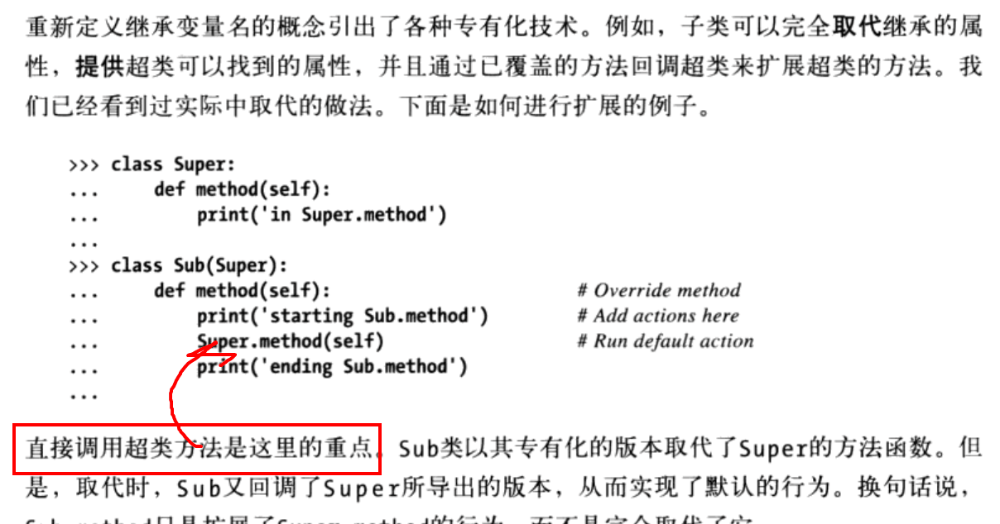 重新定义继承变量名的概念引出了各种专有化技术。例如，子类可以完全取代继承的属
性，提供超类可以找到的属性，并且通过已覆盖的方法回调超类来扩展超类的方法。我
们已经看到过实际中取代的做法。下面是如何进行扩展的例子。
>>> class Super:
...     def method(self):
...         print('in Super.method')
...
>>> class Sub(Super):
...     def method(self):                # Override method
...         print('starting Sub.method')     # Add actions here
...         Super.method(self)               # Run default action
...         print('ending Sub.method')
...
直接调用超类方法是这里的重点。Sub类以其专有化的版本取代了Super的方法函数。但
是，取代时，Sub又回调了Super所导出的版本，从而实现了默认的行为。换句话说，